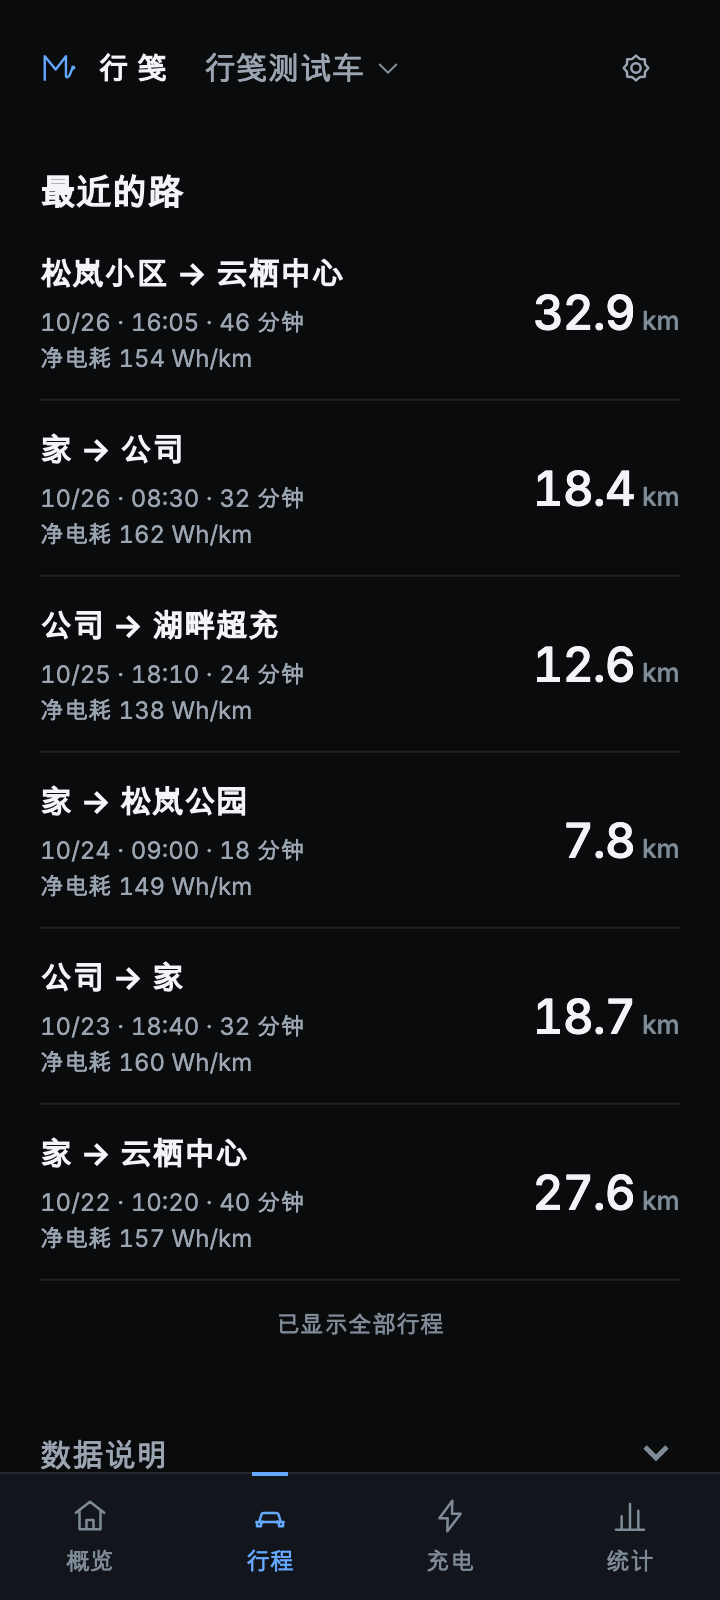 行笺 行笺测试车
最近的路
松岚小区 → 云栖中心
10/26 · 16:05 · 46 分钟
净电耗 154 Wh/km
32.9 km
家 → 公司
10/26 · 08:30 · 32 分钟
净电耗 162 Wh/km
18.4 km
公司 → 湖畔超充
10/25 · 18:10 · 24 分钟
净电耗 138 Wh/km
12.6 km
家 → 松岚公园
10/24 · 09:00 · 18 分钟
净电耗 149 Wh/km
7.8 km
公司 → 家
10/23 · 18:40 · 32 分钟
净电耗 160 Wh/km
18.7 km
家 → 云栖中心
10/22 · 10:20 · 40 分钟
净电耗 157 Wh/km
27.6 km
已显示全部行程
数据说明
概览 行程 充电 统计